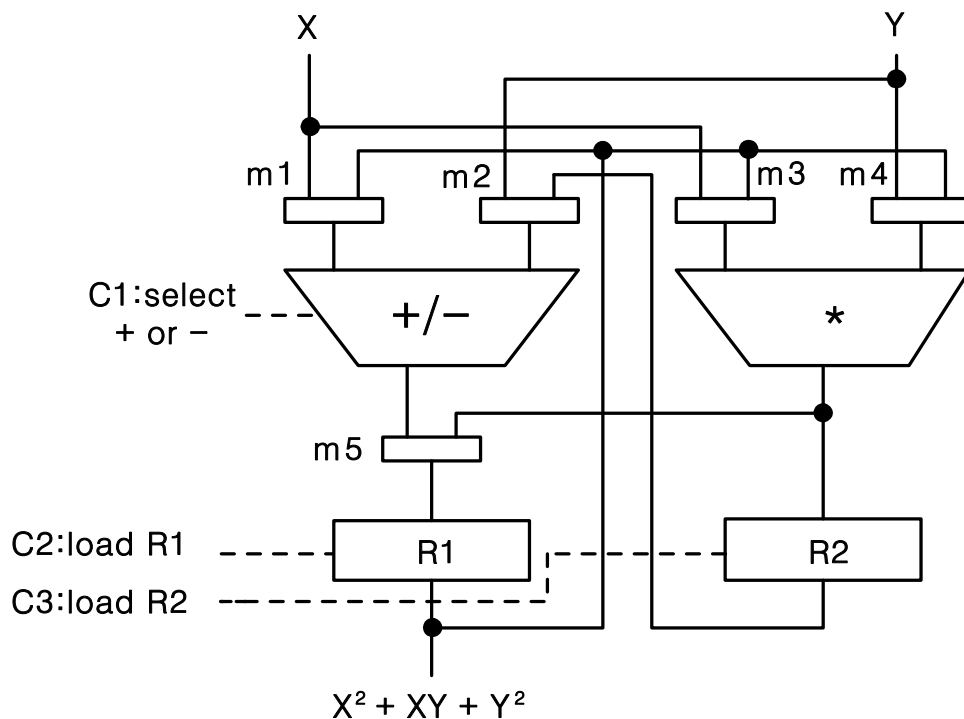 X
Y
m1
m2
m3
m4
C1:select
+ or −
+/−
*
m5
C2:load R1
R1
R2
C3:load R2
X² + XY + Y²